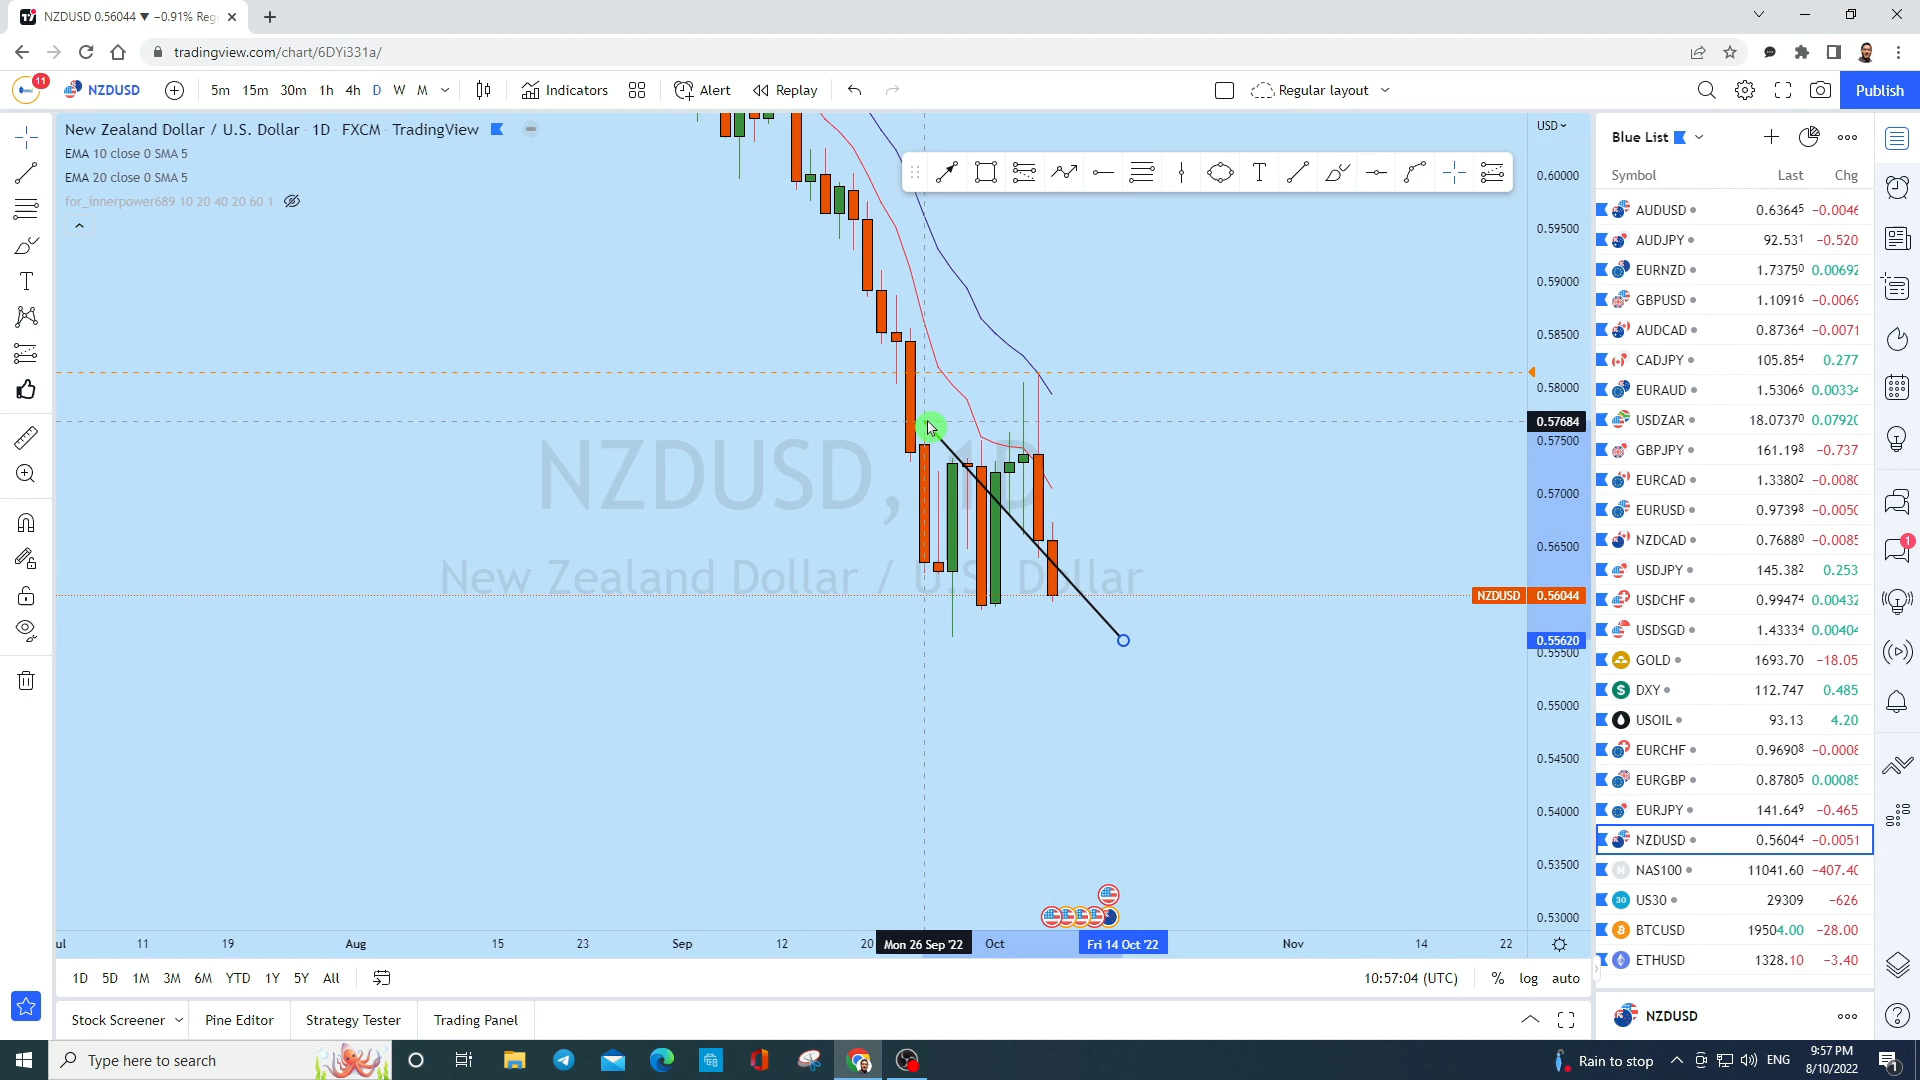 NZDUSD 0.56044 ▼ −0.91% Reg
tradingview.com/chart/6DYi331a/
11
NZDUSD
5m 15m 30m 1h 4h D W M
Indicators
Alert
Replay
Regular layout
Publish
New Zealand Dollar / U.S. Dollar 1D FXCM TradingView
EMA 10 close 0 SMA 5
EMA 20 close 0 SMA 5
for_innerpower689 10 20 40 20 60 1
NZDUSD, 1D
New Zealand Dollar / U.S. Dollar
USD
0.60000
0.59500
0.59000
0.58500
0.58000
0.57684
0.57500
0.57000
0.56500
NZDUSD 0.56044
0.55620
0.55500
0.55000
0.54500
0.54000
0.53500
0.53000
ul 11 19 Aug 15 23 Sep 12 20 Mon 26 Sep '22 Oct Fri 14 Oct '22 Nov 14 22
1D 5D 1M 3M 6M YTD 1Y 5Y All
10:57:04 (UTC) % log auto
Stock Screener Pine Editor Strategy Tester Trading Panel
Blue List
Symbol Last Chg
AUDUSD 0.63645 −0.0046
AUDJPY 92.531 −0.520
EURNZD 1.73750 0.00692
GBPUSD 1.10916 −0.0069
AUDCAD 0.87364 −0.0071
CADJPY 105.854 0.277
EURAUD 1.53066 0.00334
USDZAR 18.07370 0.07920
GBPJPY 161.198 −0.737
EURCAD 1.33802 −0.0080
EURUSD 0.97398 −0.0050
NZDCAD 0.76880 −0.0085
USDJPY 145.382 0.253
USDCHF 0.99474 0.00432
USDSGD 1.43334 0.00404
GOLD 1693.70 −18.05
DXY 112.747 0.485
USOIL 93.13 4.20
EURCHF 0.96908 −0.0008
EURGBP 0.87805 0.00085
EURJPY 141.649 −0.465
NZDUSD 0.56044 −0.0051
NAS100 11041.60 −407.40
30 US30 29309 −626
BTCUSD 19504.00 −28.00
ETHUSD 1328.10 −3.40
NZDUSD
1
Type here to search
Rain to stop
ENG
9:57 PM
8/10/2022
1